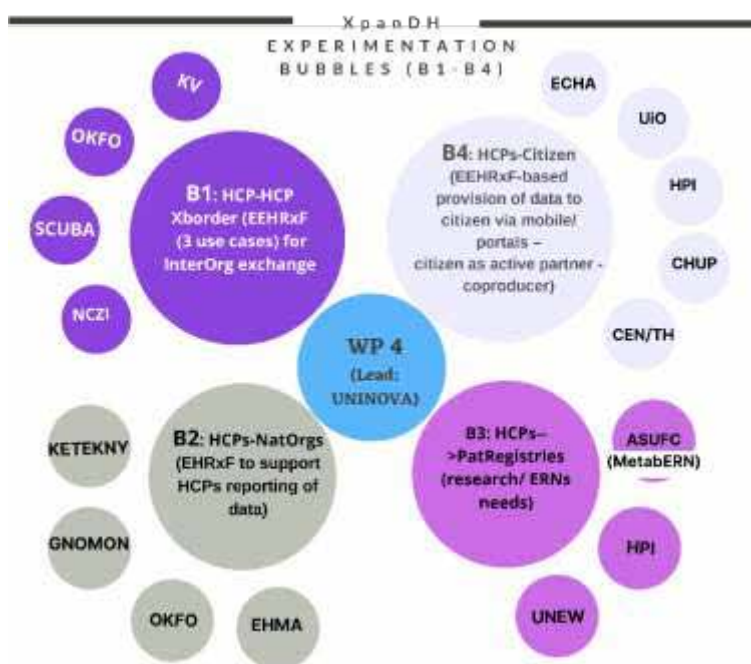 XpanDH
EXPERIMENTATION
BUBBLES (B1-B4)
KV
OKFO
SCUBA
NCZI
B1: HCP-HCP
Xborder (EEHRxF
(3 use cases) for
InterOrg exchange
B4: HCPs-Citizen
(EEHRxF-based
provision of data to
citizen via mobile/
portals –
citizen as active partner -
coproducer)
ECHA
UiO
HPI
CHUP
CEN/TH
WP 4
(Lead:
UNINOVA)
B2: HCPs-NatOrgs
(EHRxF to support
HCPs reporting of
data)
KETEKNY
GNOMON
OKFO
EHMA
B3: HCPs–
>PatRegistries
(research/ ERNs
needs)
ASUFC
(MetabERN)
HPI
UNEW